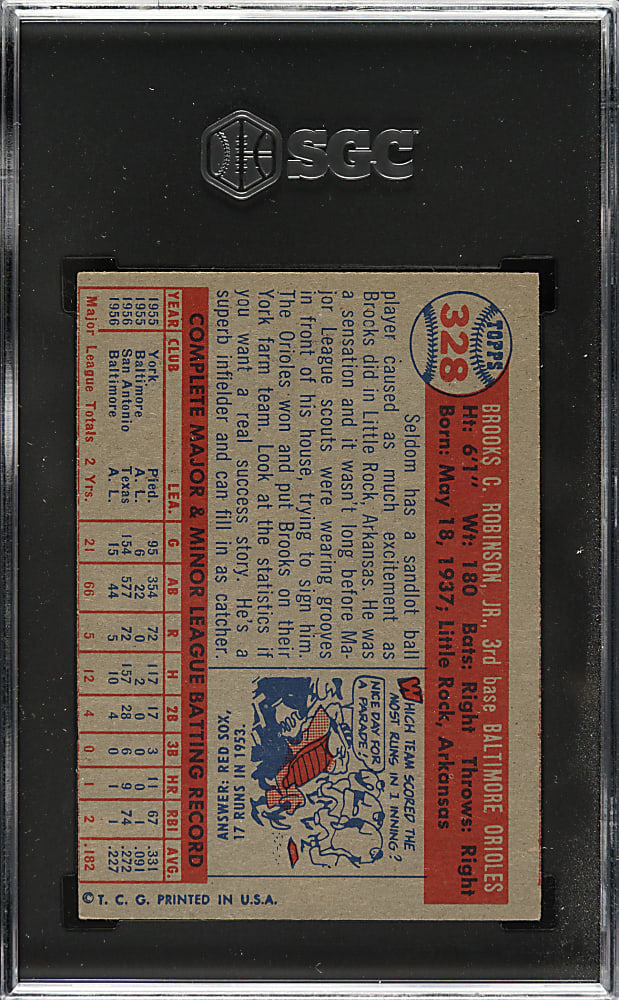 SGC
TOPPS
328
BROOKS C. ROBINSON, JR., 3rd base BALTIMORE ORIOLES
Ht: 6'1" Wt: 180 Bats: Right Throws: Right
Born: May 18, 1937; Little Rock, Arkansas
Seldom has a sandlot ball
player caused as much excitement as
Brooks did in Little Rock, Arkansas. He was
a sensation and it wasn't long before Ma-
jor League scouts were wearing grooves
in front of his house, trying to sign him.
The Orioles won and put Brooks on their
York farm team. Look at the statistics if
you want a real success story. He's a
superb infielder and can fill in as catcher.
WHICH TEAM SCORED THE
MOST RUNS IN 1 INNING?
NICE DAY FOR
A PARADE!
ANSWER: RED SOX,
17 RUNS IN 1953
COMPLETE MAJOR & MINOR LEAGUE BATTING RECORD
YEAR CLUB LEA. G AB R H 2B 3B HR RBI AVG.
1955 York Pied. 95 354 72 117 17 3 11 67 .331
1955 Baltimore A. L. 6 22 0 2 0 0 0 1 .091
1956 San Antonio Texas 154 577 72 157 28 6 9 74 .272
1956 Baltimore A. L. 15 44 5 10 4 0 1 1 .227
Major League Totals 2 Yrs. 21 66 5 12 4 0 1 2 .182
© T. C. G. PRINTED IN U.S.A.